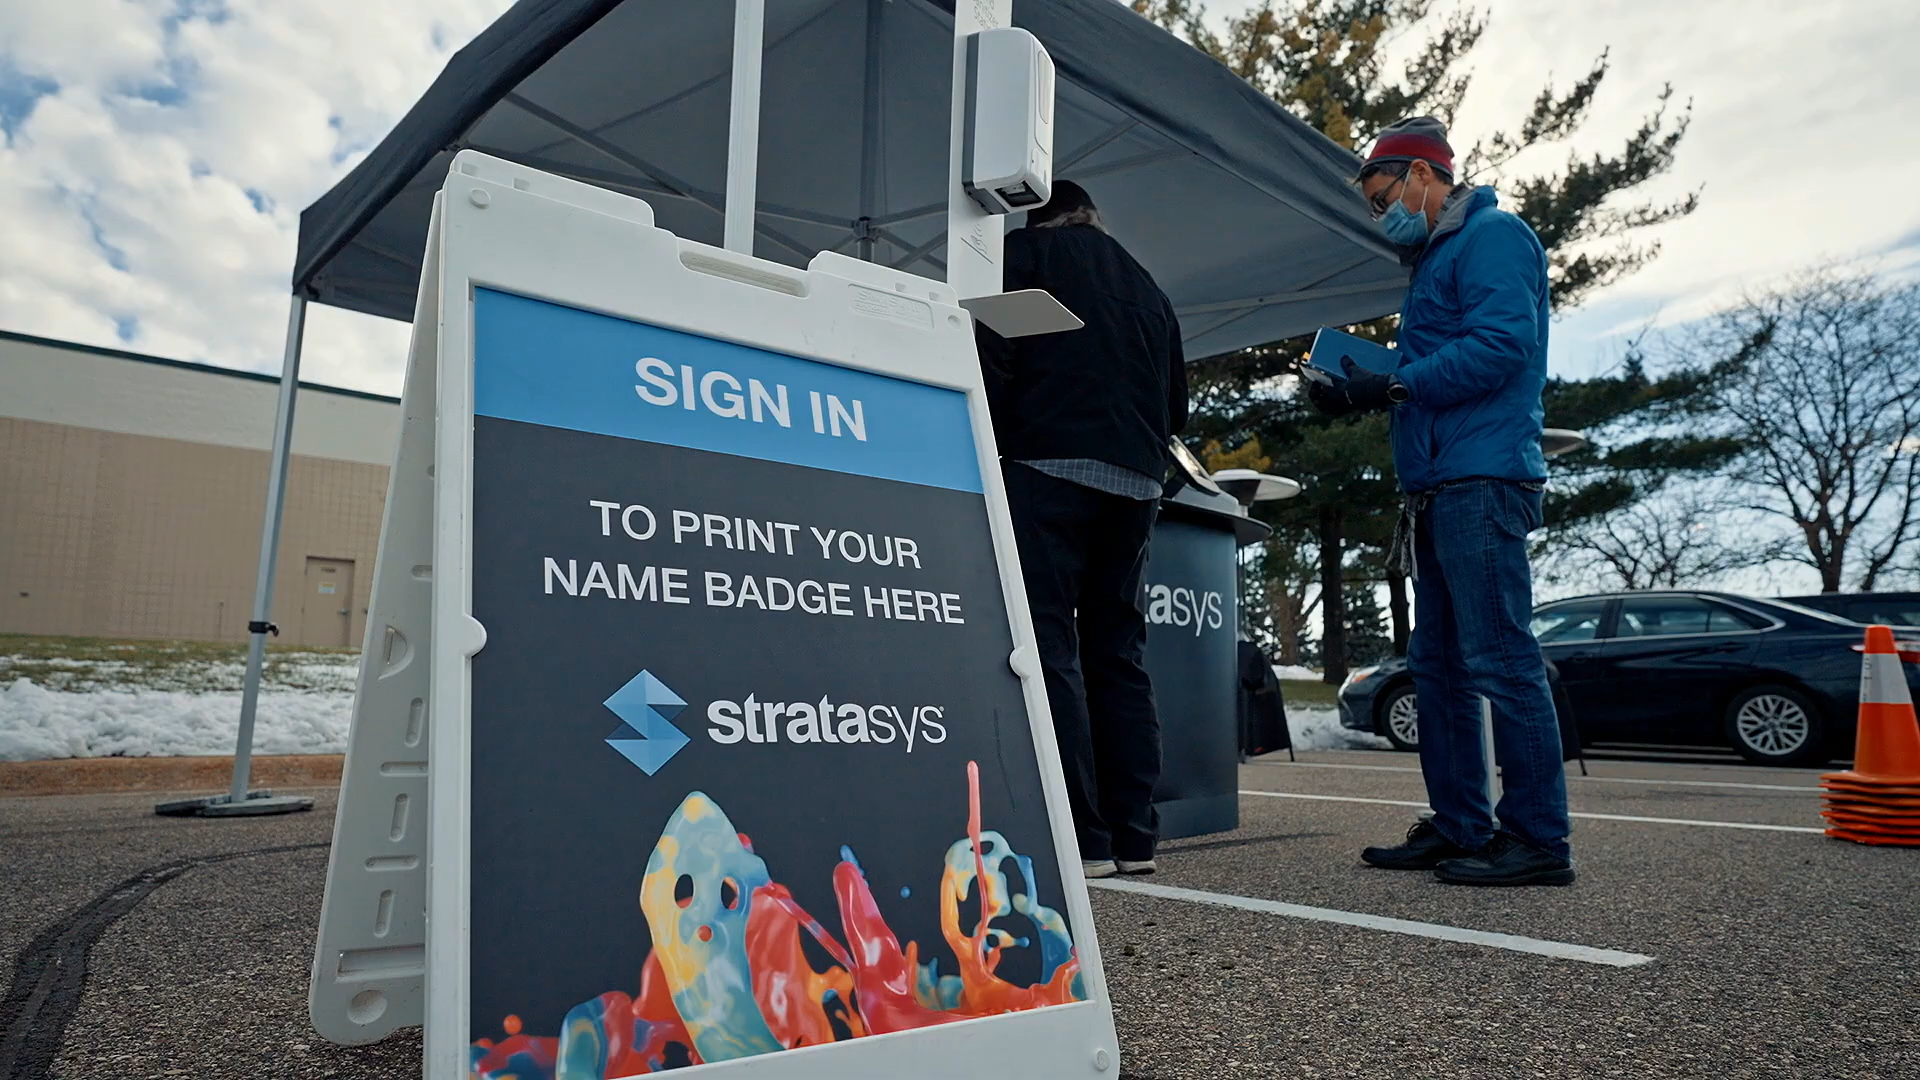 SIGN IN
TO PRINT YOUR
NAME BADGE HERE
stratasys
tasys